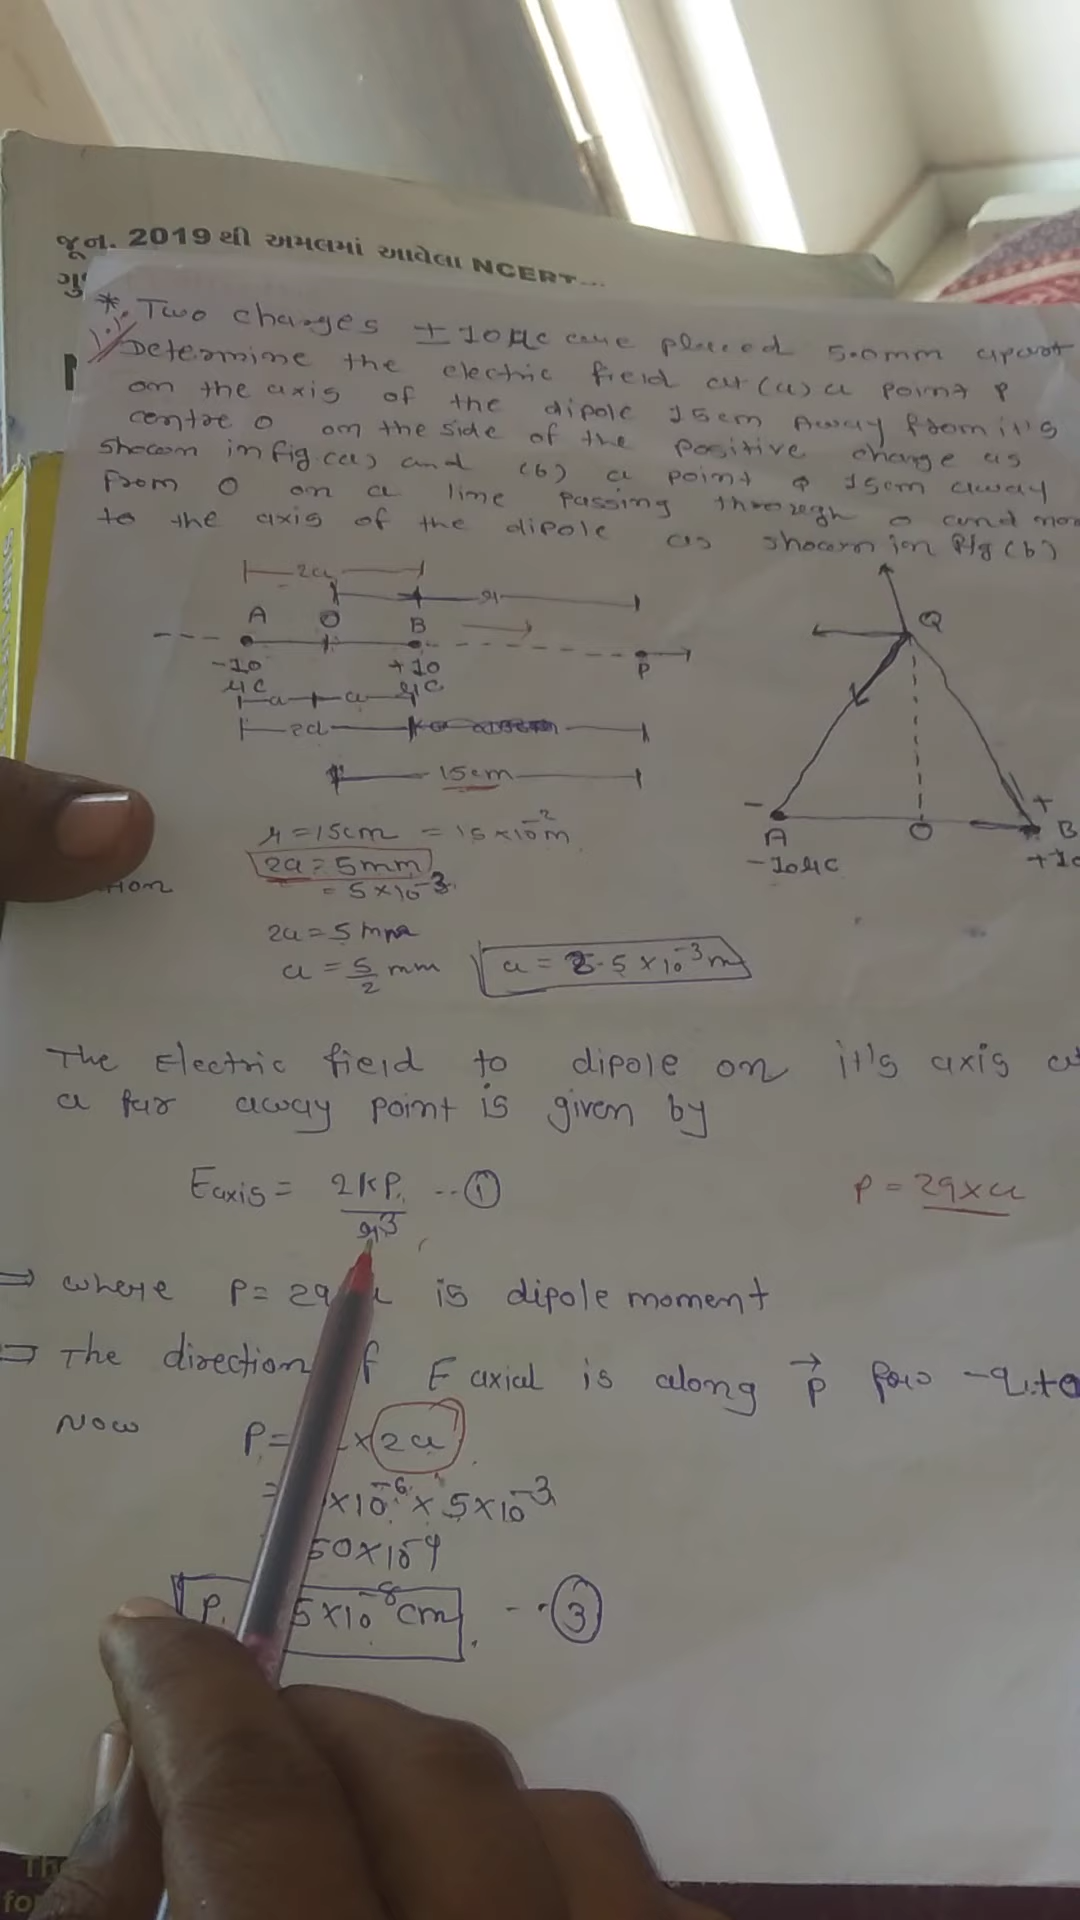 જૂન. 2019 થી અમલમાં આવેલા NCERT...
ગુ
* Two charges ±10μc are placed 5.0mm apart
Determine the electric field at (a) a point P
on the axis of the dipole 15cm Away from it's
centre O on the side of the positive charge as
shown in fig (a) and (b) a point Q 15cm away
from O on a line passing through O and nor
to the axis of the dipole as shown in fig (b)
2a
r
A O B
-10 μC +10 μC P
a a
2a
15cm
Q
- +
A O B
-10μC +10
r = 15cm = 15×10⁻² m
2a = 5mm
= 5×10⁻³
2a = 5mm
a = 5/2 mm a = 2.5×10⁻³ m
The Electric field to dipole on it's axis at
a far away point is given by
E axis = 2kp / r³ --- ①
P = 2q×a
⇒ where P= 2q is dipole moment
⇒ The direction f E axial is along p⃗ for -q to
Now P= ×2a
= ×10⁻⁶ × 5×10⁻³
50×10⁻⁹
P 5×10⁻⁸ cm --- ③